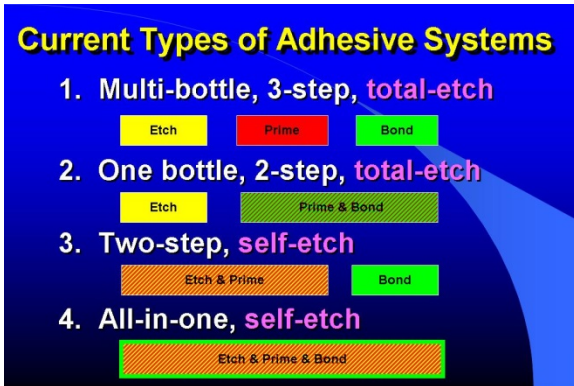 Current Types of Adhesive Systems
1. Multi-bottle, 3-step, total-etch
Etch Prime Bond
2. One bottle, 2-step, total-etch
Etch Prime & Bond
3. Two-step, self-etch
Etch & Prime Bond
4. All-in-one, self-etch
Etch & Prime & Bond